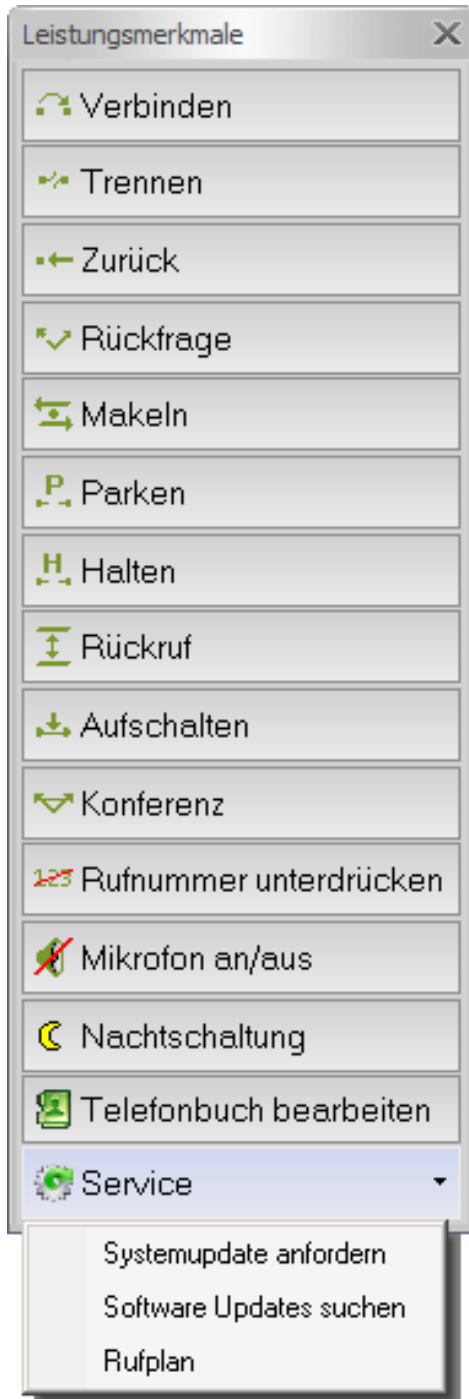 Leistungsmerkmale
Verbinden
Trennen
Zurück
Rückfrage
Makeln
P Parken
H Halten
Rückruf
Aufschalten
Konferenz
123 Rufnummer unterdrücken
Mikrofon an/aus
Nachtschaltung
Telefonbuch bearbeiten
Service
Systemupdate anfordern
Software Updates suchen
Rufplan